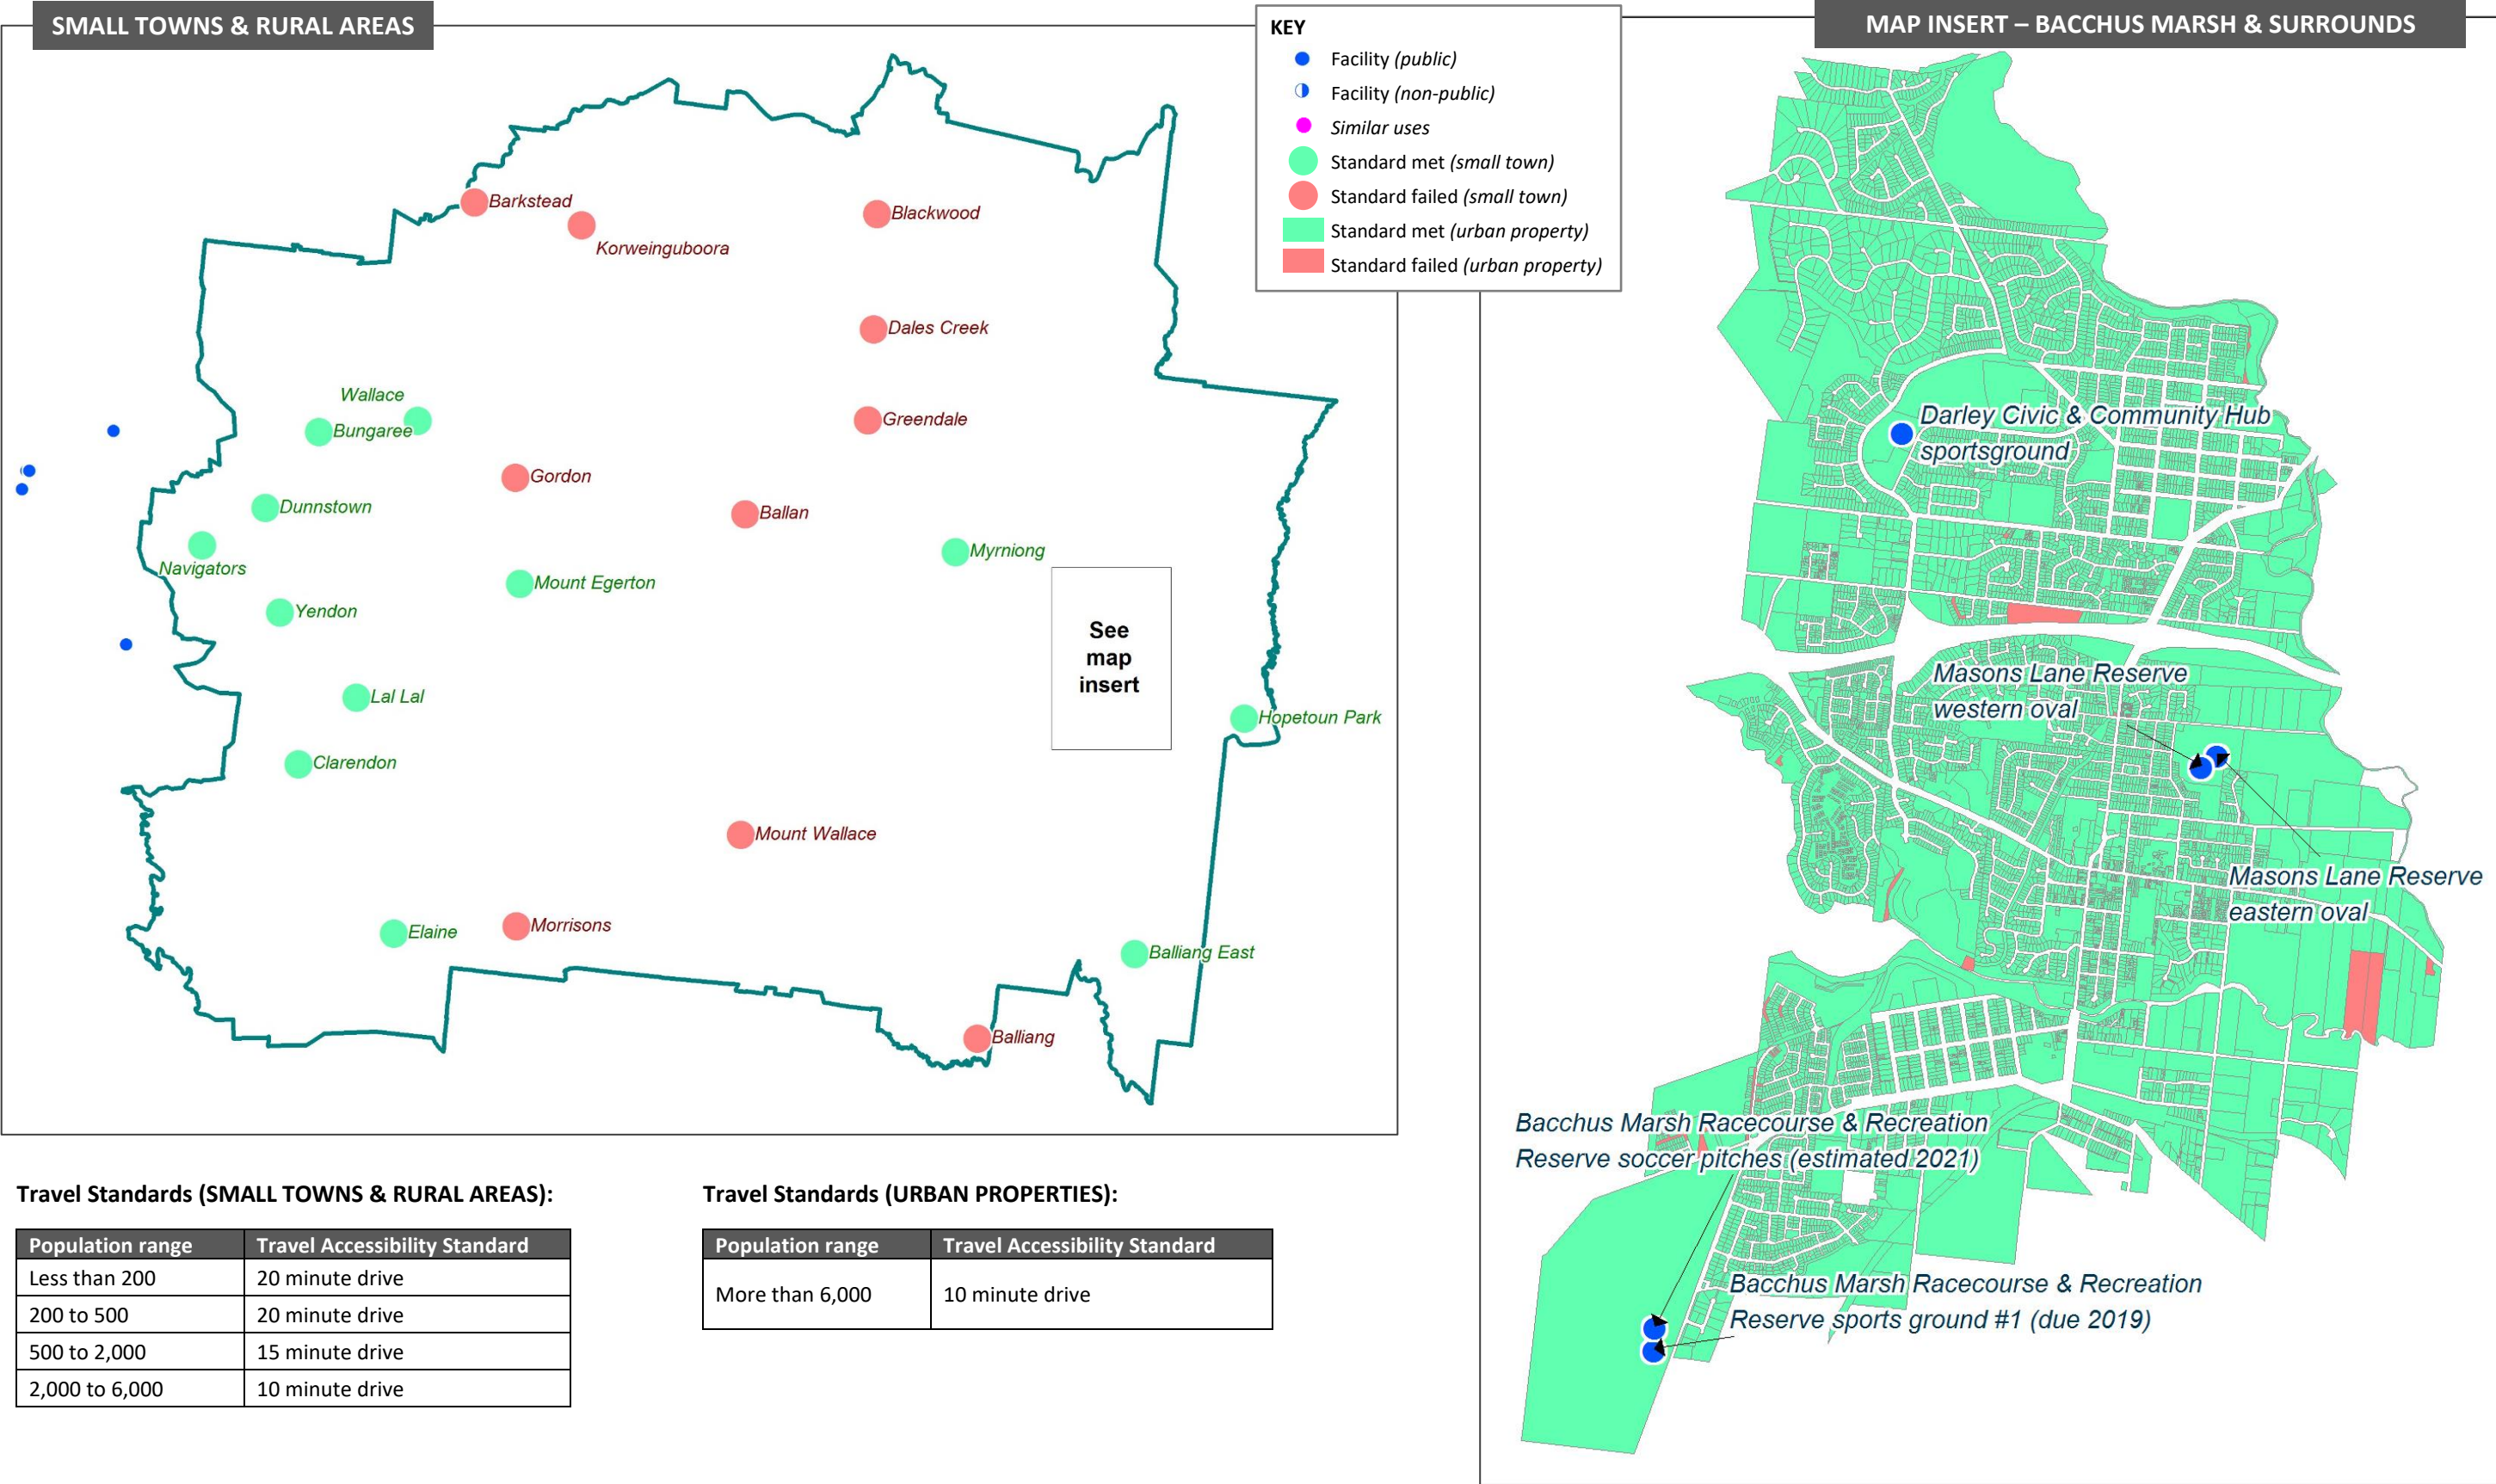 SMALL TOWNS & RURAL AREAS
Barkstead
Korweinguboora
Blackwood
Dales Creek
Wallace
Bungaree
Greendale
Gordon
Dunnstown
Ballan
Navigators
Myrniong
Mount Egerton
Yendon
See
map
insert
Lal Lal
Hopetoun Park
Clarendon
Mount Wallace
Elaine
Morrisons
Balliang East
Balliang
KEY
Facility (public)
Facility (non-public)
Similar uses
Standard met (small town)
Standard failed (small town)
Standard met (urban property)
Standard failed (urban property)
MAP INSERT – BACCHUS MARSH & SURROUNDS
Darley Civic & Community Hub
sportsground
Masons Lane Reserve
western oval
Masons Lane Reserve
eastern oval
Bacchus Marsh Racecourse & Recreation
Reserve soccer pitches (estimated 2021)
Bacchus Marsh Racecourse & Recreation
Reserve sports ground #1 (due 2019)
Travel Standards (SMALL TOWNS & RURAL AREAS):
Population range Travel Accessibility Standard
Less than 200 20 minute drive
200 to 500 20 minute drive
500 to 2,000 15 minute drive
2,000 to 6,000 10 minute drive
Travel Standards (URBAN PROPERTIES):
Population range Travel Accessibility Standard
More than 6,000 10 minute drive